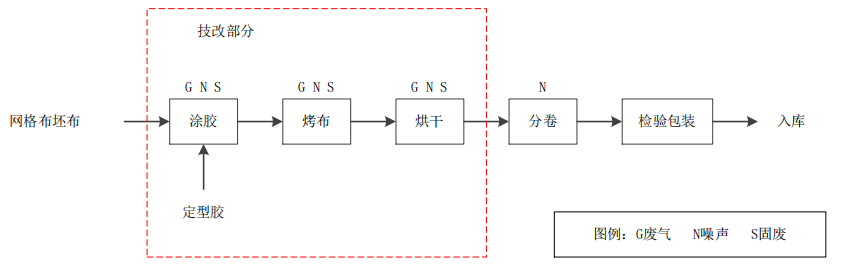 技改部分
G N S G N S G N S N
网格布坯布 涂胶 烤布 烘干 分卷 检验包装 入库
定型胶
图例：G废气 N噪声 S固废